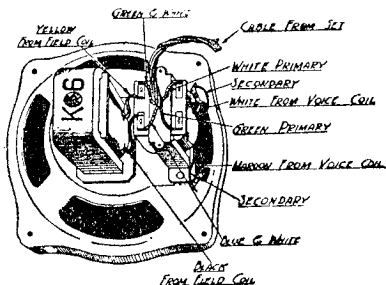 GREEN & WHITE
YELLOW
FROM FIELD COIL
CABLE FROM SET
WHITE PRIMARY
SECONDARY
WHITE FROM VOICE COIL
GREEN PRIMARY
MAROON FROM VOICE COIL
SECONDARY
BLUE & WHITE
BLACK
FROM FIELD COIL
K6